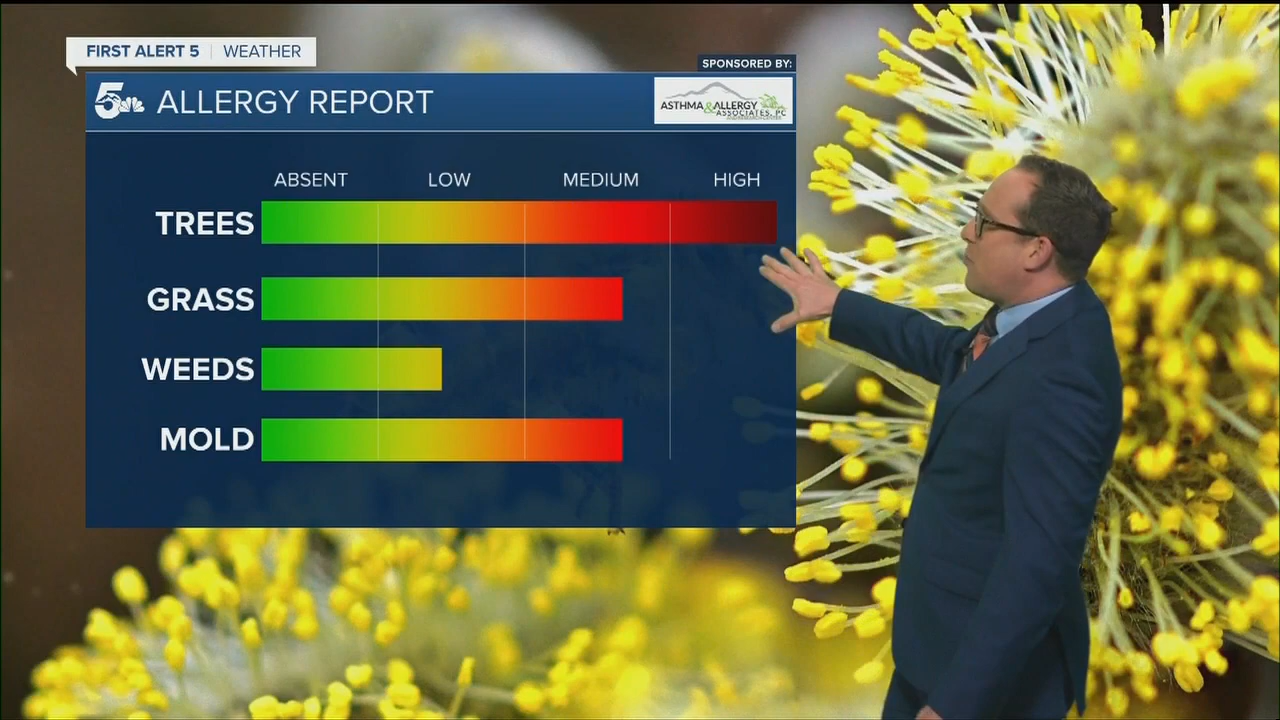 FIRST ALERT 5 | WEATHER
SPONSORED BY:
5 ALLERGY REPORT
ASTHMA & ALLERGY
ASSOCIATES, PC
ABSENT LOW MEDIUM HIGH
TREES
GRASS
WEEDS
MOLD